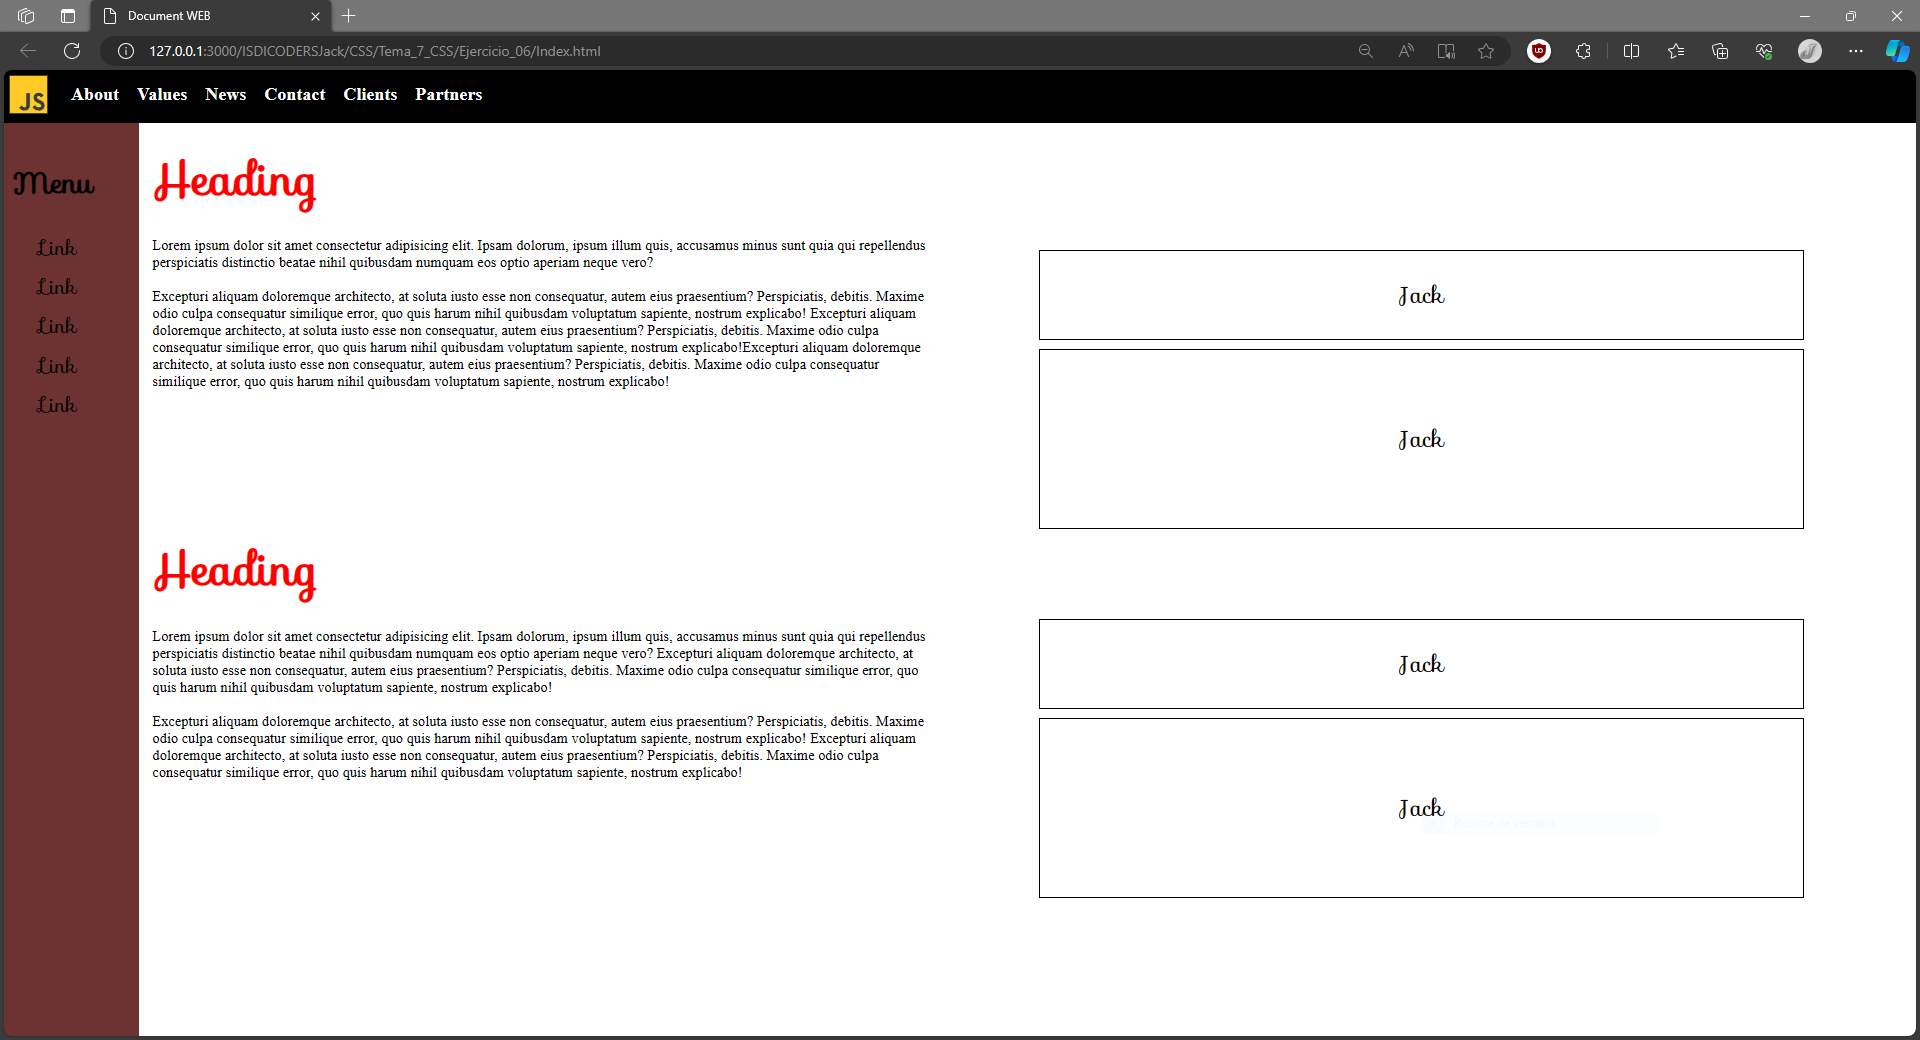 Document WEB
127.0.0.1:3000/ISDICODERSJack/CSS/Tema_7_CSS/Ejercicio_06/Index.html
JS About Values News Contact Clients Partners
Menu
Link
Link
Link
Link
Link
Heading
Lorem ipsum dolor sit amet consectetur adipisicing elit. Ipsam dolorum, ipsum illum quis, accusamus minus sunt quia qui repellendus
perspiciatis distinctio beatae nihil quibusdam numquam eos optio aperiam neque vero?
Excepturi aliquam doloremque architecto, at soluta iusto esse non consequatur, autem eius praesentium? Perspiciatis, debitis. Maxime
odio culpa consequatur similique error, quo quis harum nihil quibusdam voluptatum sapiente, nostrum explicabo! Excepturi aliquam
doloremque architecto, at soluta iusto esse non consequatur, autem eius praesentium? Perspiciatis, debitis. Maxime odio culpa
consequatur similique error, quo quis harum nihil quibusdam voluptatum sapiente, nostrum explicabo!Excepturi aliquam doloremque
architecto, at soluta iusto esse non consequatur, autem eius praesentium? Perspiciatis, debitis. Maxime odio culpa consequatur
similique error, quo quis harum nihil quibusdam voluptatum sapiente, nostrum explicabo!
Jack
Jack
Heading
Lorem ipsum dolor sit amet consectetur adipisicing elit. Ipsam dolorum, ipsum illum quis, accusamus minus sunt quia qui repellendus
perspiciatis distinctio beatae nihil quibusdam numquam eos optio aperiam neque vero? Excepturi aliquam doloremque architecto, at
soluta iusto esse non consequatur, autem eius praesentium? Perspiciatis, debitis. Maxime odio culpa consequatur similique error, quo
quis harum nihil quibusdam voluptatum sapiente, nostrum explicabo!
Excepturi aliquam doloremque architecto, at soluta iusto esse non consequatur, autem eius praesentium? Perspiciatis, debitis. Maxime
odio culpa consequatur similique error, quo quis harum nihil quibusdam voluptatum sapiente, nostrum explicabo! Excepturi aliquam
doloremque architecto, at soluta iusto esse non consequatur, autem eius praesentium? Perspiciatis, debitis. Maxime odio culpa
consequatur similique error, quo quis harum nihil quibusdam voluptatum sapiente, nostrum explicabo!
Jack
Jack